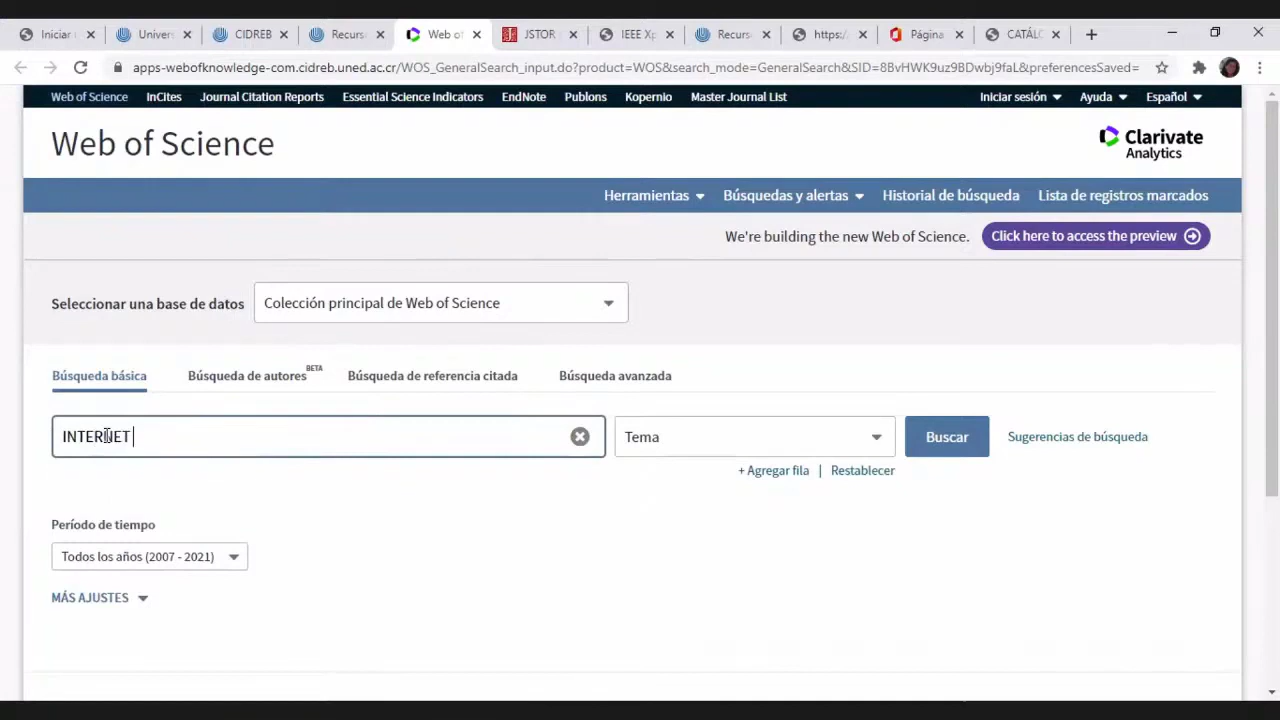 Iniciar
Univers
CIDREB
Recurs
Web of
JSTOR
IEEE Xp
Recurs
https:/
Página
CATÁLC
apps-webofknowledge-com.cidreb.uned.ac.cr/WOS_GeneralSearch_input.do?product=WOS&search_mode=GeneralSearch&SID=8BvHWK9uz9BDwbj9faL&preferencesSaved=
Web of Science InCites Journal Citation Reports Essential Science Indicators EndNote Publons Kopernio Master Journal List Iniciar sesión Ayuda Español
Web of Science
Clarivate
Analytics
Herramientas Búsquedas y alertas Historial de búsqueda Lista de registros marcados
We're building the new Web of Science. Click here to access the preview
Seleccionar una base de datos Colección principal de Web of Science
Búsqueda básica Búsqueda de autores BETA Búsqueda de referencia citada Búsqueda avanzada
INTERNET Tema Buscar Sugerencias de búsqueda
+ Agregar fila | Restablecer
Período de tiempo
Todos los años (2007 - 2021)
MÁS AJUSTES